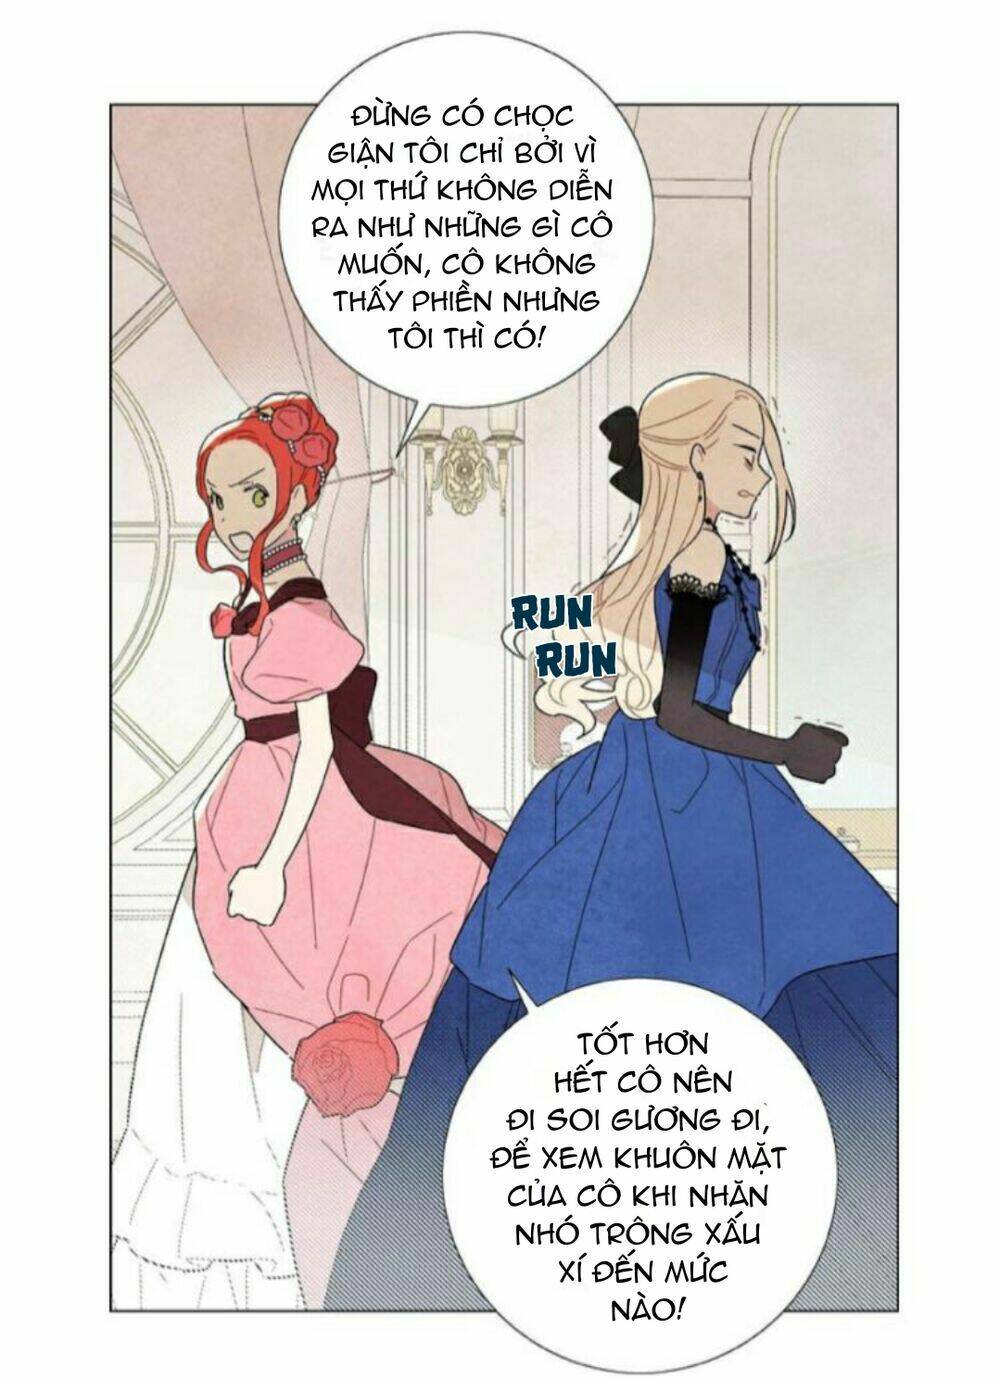 ĐỪNG CÓ CHỌC
GIẬN TÔI CHỈ BỞI VÌ
MỌI THỨ KHÔNG DIỄN
RA NHƯ NHỮNG GÌ CÔ
MUỐN, CÔ KHÔNG
THẤY PHIỀN NHƯNG
TÔI THÌ CÓ!
RUN
RUN
TỐT HƠN
HẾT CÔ NÊN
ĐI SOI GƯƠNG ĐI,
ĐỂ XEM KHUÔN MẶT
CỦA CÔ KHI NHĂN
NHÓ TRÔNG XẤU
XÍ ĐẾN MỨC
NÀO!